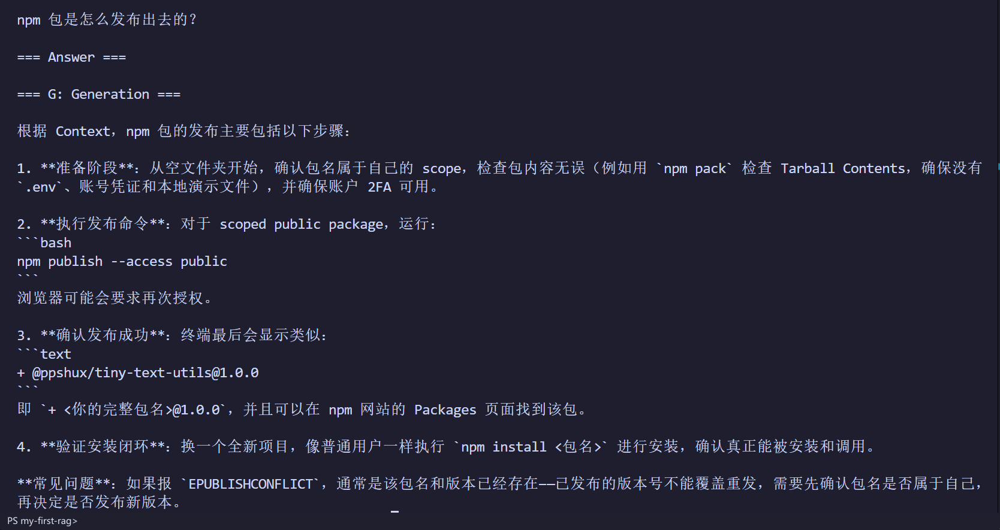 npm 包是怎么发布出去的？
=== Answer ===
=== G: Generation ===
根据 Context，npm 包的发布主要包括以下步骤：
1. **准备阶段**：从空文件夹开始，确认包名属于自己的 scope，检查包内容无误（例如用 `npm pack` 检查 Tarball Contents，确保没有
`.env`、账号凭证和本地演示文件），并确保账户 2FA 可用。
2. **执行发布命令**：对于 scoped public package，运行：
```bash
npm publish --access public
```
浏览器可能会要求再次授权。
3. **确认发布成功**：终端最后会显示类似：
```text
+ @ppshux/tiny-text-utils@1.0.0
```
即 `+ <你的完整包名>@1.0.0`，并且可以在 npm 网站的 Packages 页面找到该包。
4. **验证安装闭环**：换一个全新项目，像普通用户一样执行 `npm install <包名>` 进行安装，确认真正能被安装和调用。
**常见问题**：如果报 `EPUBLISHCONFLICT`，通常是该包名和版本已经存在——已发布的版本号不能覆盖重发，需要先确认包名是否属于自己，
再决定是否发布新版本。
PS my-first-rag>